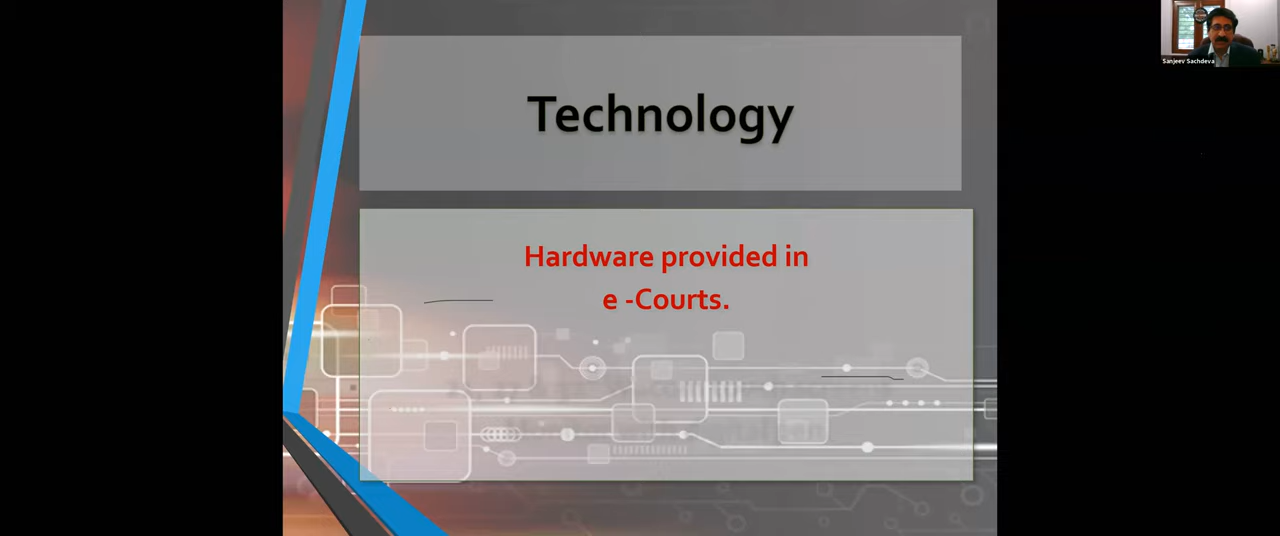 Technology
Hardware provided in
e -Courts.
Sanjeev Sachdeva